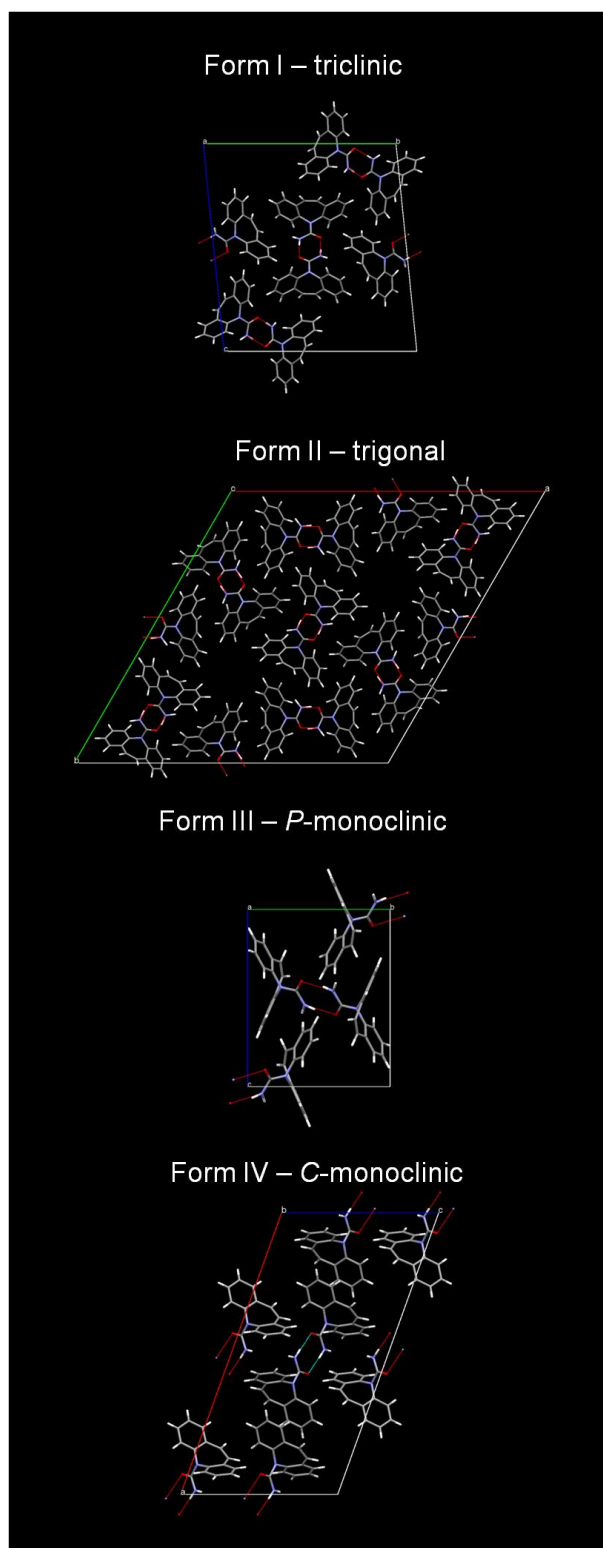 Form I – triclinic
a
b
c
Form II – trigonal
c
a
b
Form III – P-monoclinic
a
b
c
Form IV – C-monoclinic
b
c
a